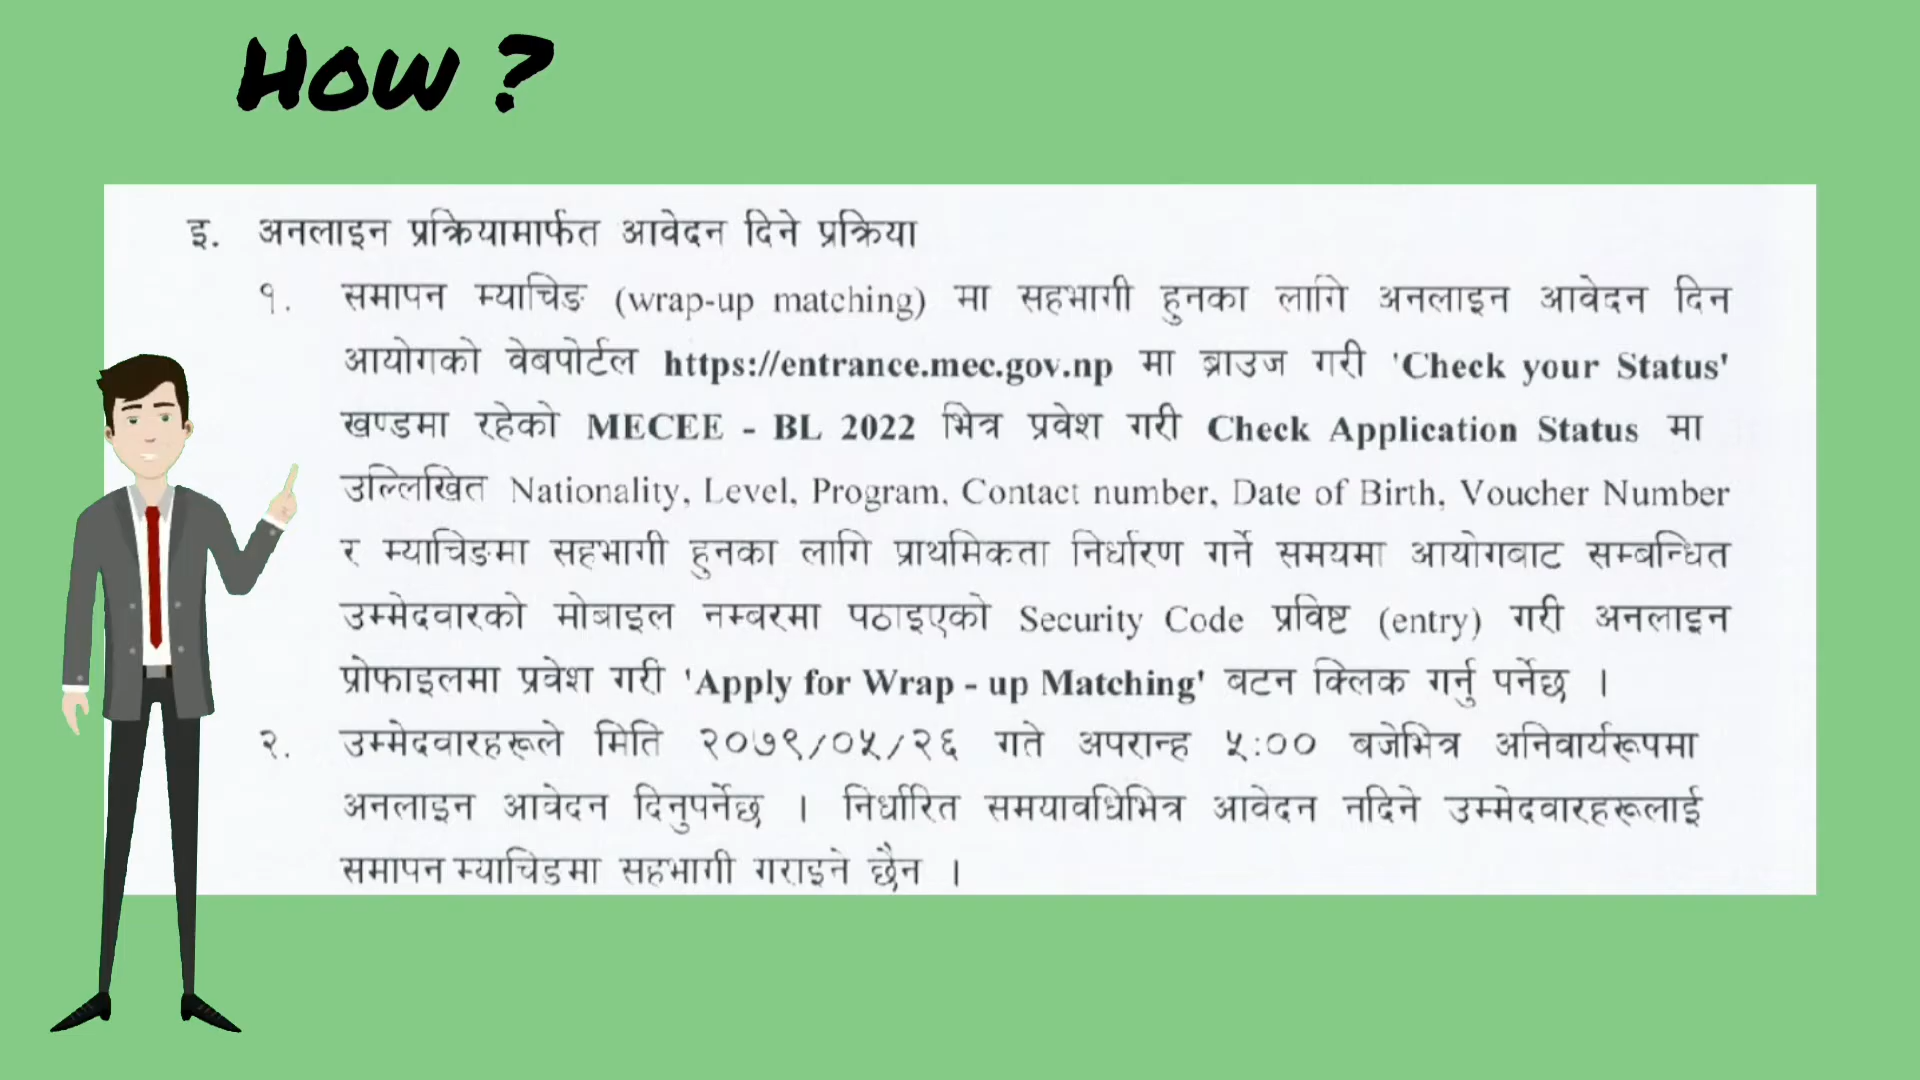 How ?
इ. अनलाइन प्रक्रियामार्फत आवेदन दिने प्रक्रिया
१. समापन म्याचिङ (wrap-up matching) मा सहभागी हुनका लागि अनलाइन आवेदन दिन
आयोगको वेबपोर्टल https://entrance.mec.gov.np मा ब्राउज गरी 'Check your Status'
खण्डमा रहेको MECEE - BL 2022 भित्र प्रवेश गरी Check Application Status मा
उल्लिखित Nationality, Level, Program, Contact number, Date of Birth, Voucher Number
र म्याचिङमा सहभागी हुनका लागि प्राथमिकता निर्धारण गर्ने समयमा आयोगबाट सम्बन्धित
उम्मेदवारको मोबाइल नम्बरमा पठाइएको Security Code प्रविष्ट (entry) गरी अनलाइन
प्रोफाइलमा प्रवेश गरी 'Apply for Wrap - up Matching' बटन क्लिक गर्नु पर्नेछ ।
२. उम्मेदवारहरूले मिति २०७९/०५/२६ गते अपरान्ह ५:०० बजेभित्र अनिवार्यरूपमा
अनलाइन आवेदन दिनुपर्नेछ । निर्धारित समयावधिभित्र आवेदन नदिने उम्मेदवारहरूलाई
समापन म्याचिडमा सहभागी गराइने छैन ।